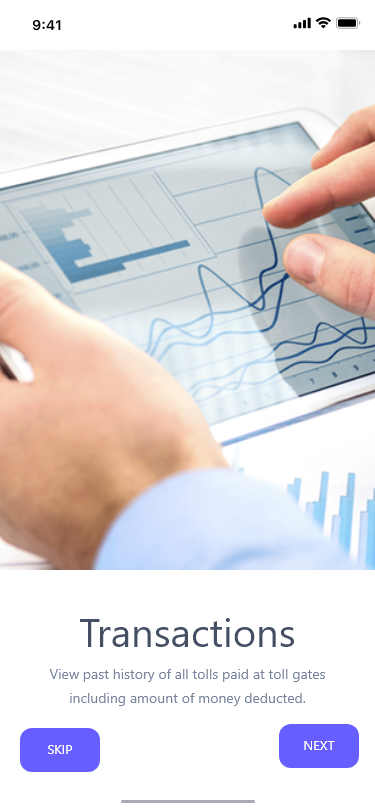 9:41
Transactions
View past history of all tolls paid at toll gates
including amount of money deducted.
SKIP
NEXT